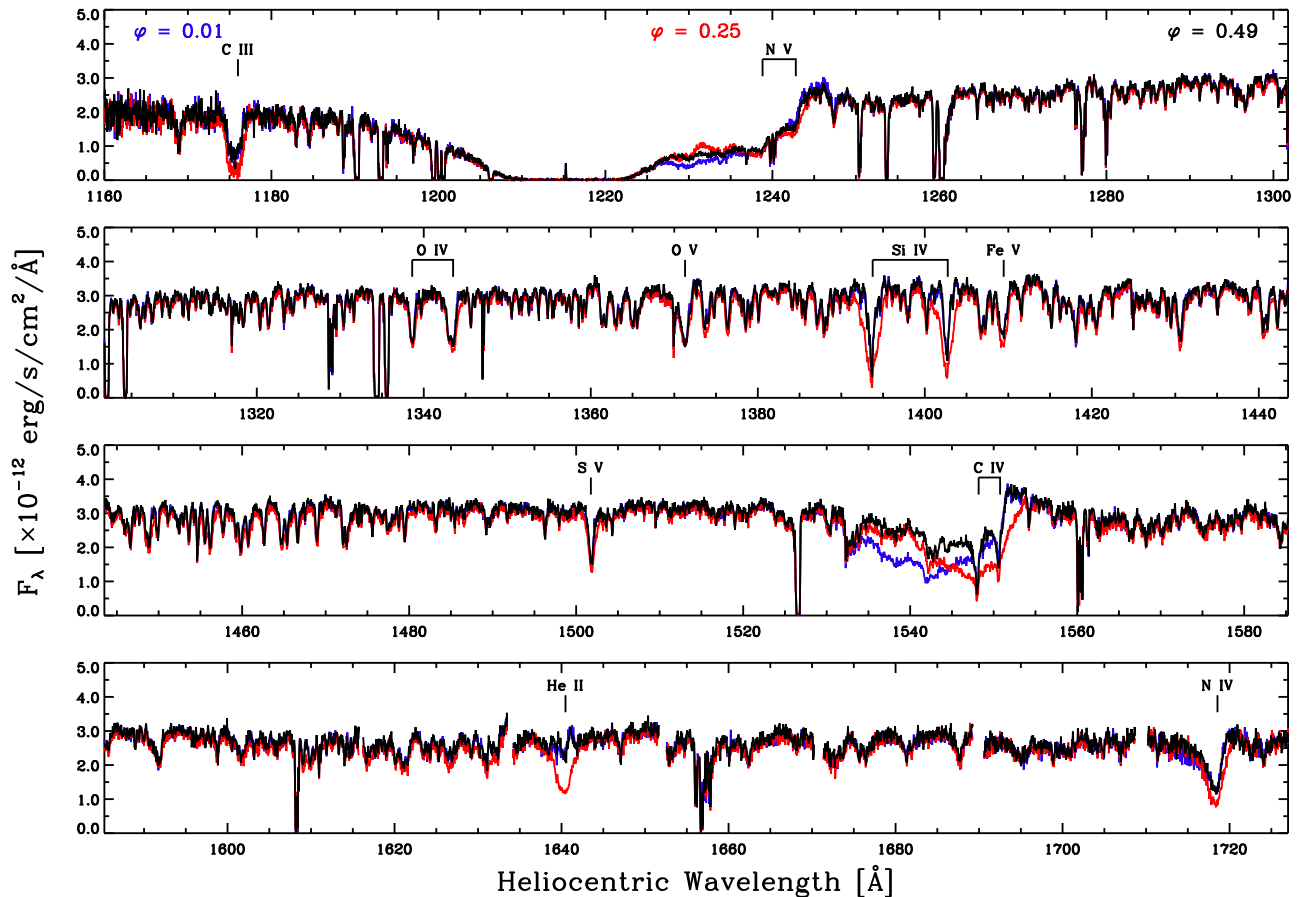 5.0
φ = 0.01 φ = 0.25 φ = 0.49
4.0
C III N V
3.0
2.0
1.0
0.0
1160 1180 1200 1220 1240 1260 1280 1300
5.0
O IV O V Si IV Fe V
4.0
3.0
2.0
1.0
0.0
1320 1340 1360 1380 1400 1420 1440
F_λ [×10^-12 erg/s/cm^2/Å]
5.0
S V C IV
4.0
3.0
2.0
1.0
0.0
1460 1480 1500 1520 1540 1560 1580
5.0
He II N IV
4.0
3.0
2.0
1.0
0.0
1600 1620 1640 1660 1680 1700 1720
Heliocentric Wavelength [Å]